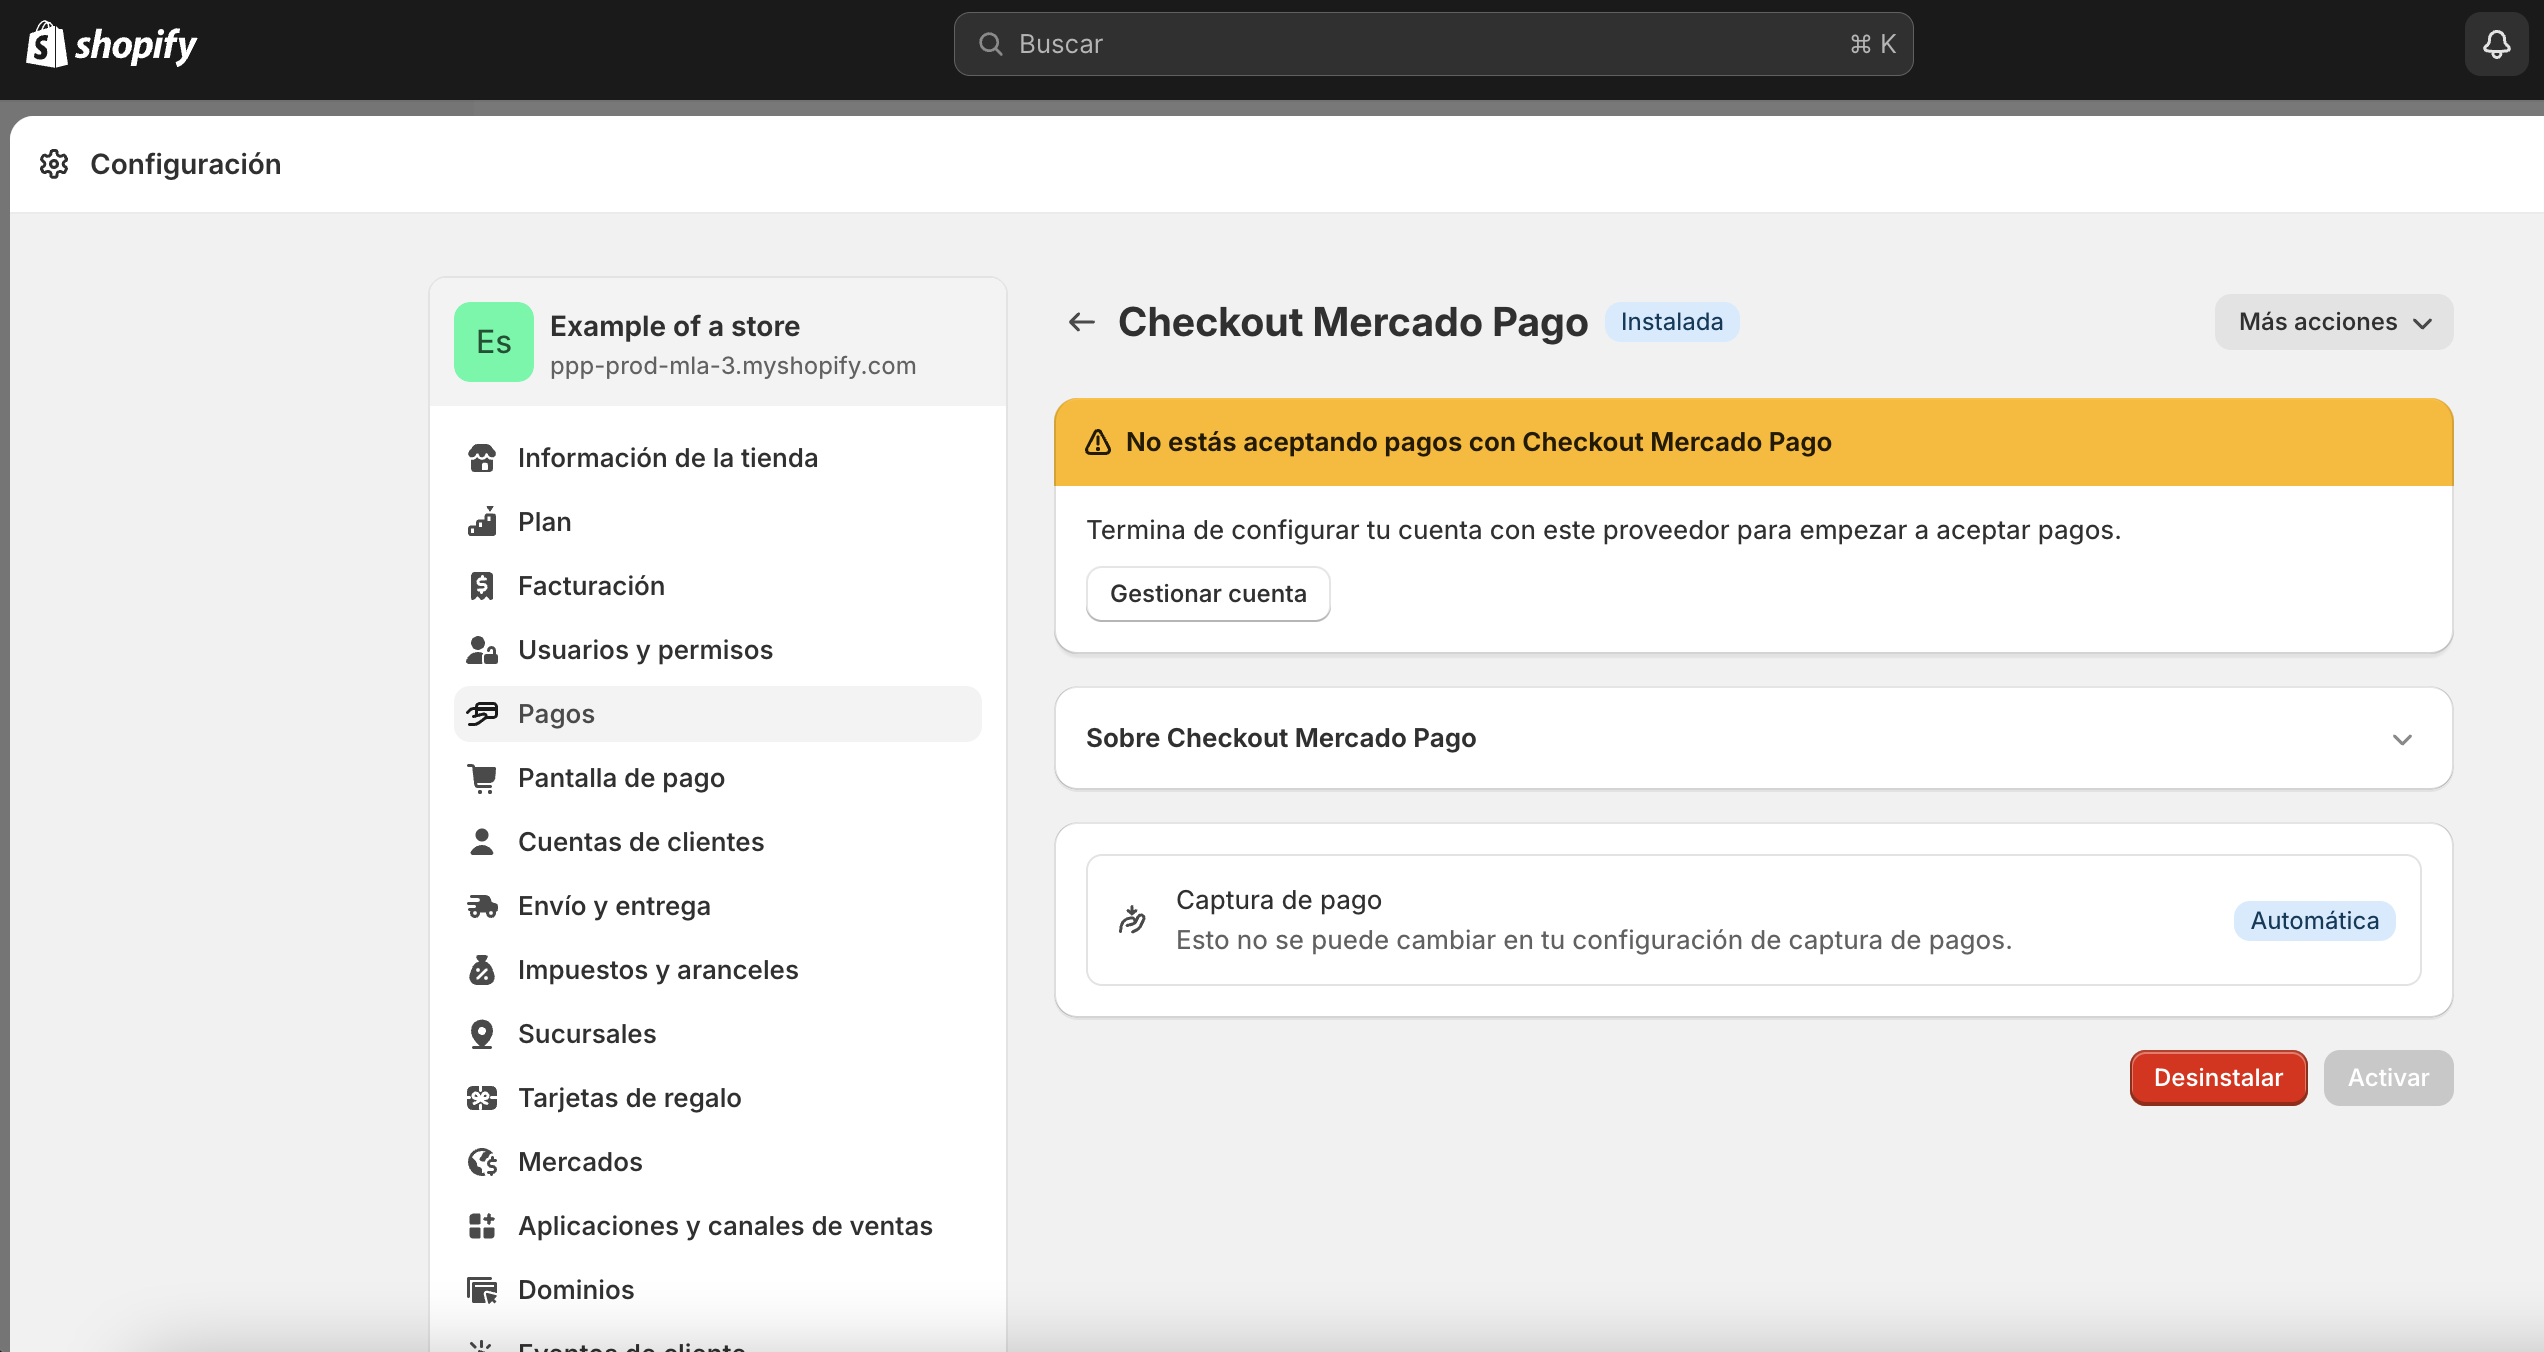 shopify
Buscar
⌘ K
Configuración
Es
Example of a store
ppp-prod-mla-3.myshopify.com
Información de la tienda
Plan
Facturación
Usuarios y permisos
Pagos
Pantalla de pago
Cuentas de clientes
Envío y entrega
Impuestos y aranceles
Sucursales
Tarjetas de regalo
Mercados
Aplicaciones y canales de ventas
Dominios
Eventos de cliente
Checkout Mercado Pago
Instalada
Más acciones
No estás aceptando pagos con Checkout Mercado Pago
Termina de configurar tu cuenta con este proveedor para empezar a aceptar pagos.
Gestionar cuenta
Sobre Checkout Mercado Pago
Captura de pago
Esto no se puede cambiar en tu configuración de captura de pagos.
Automática
Desinstalar
Activar